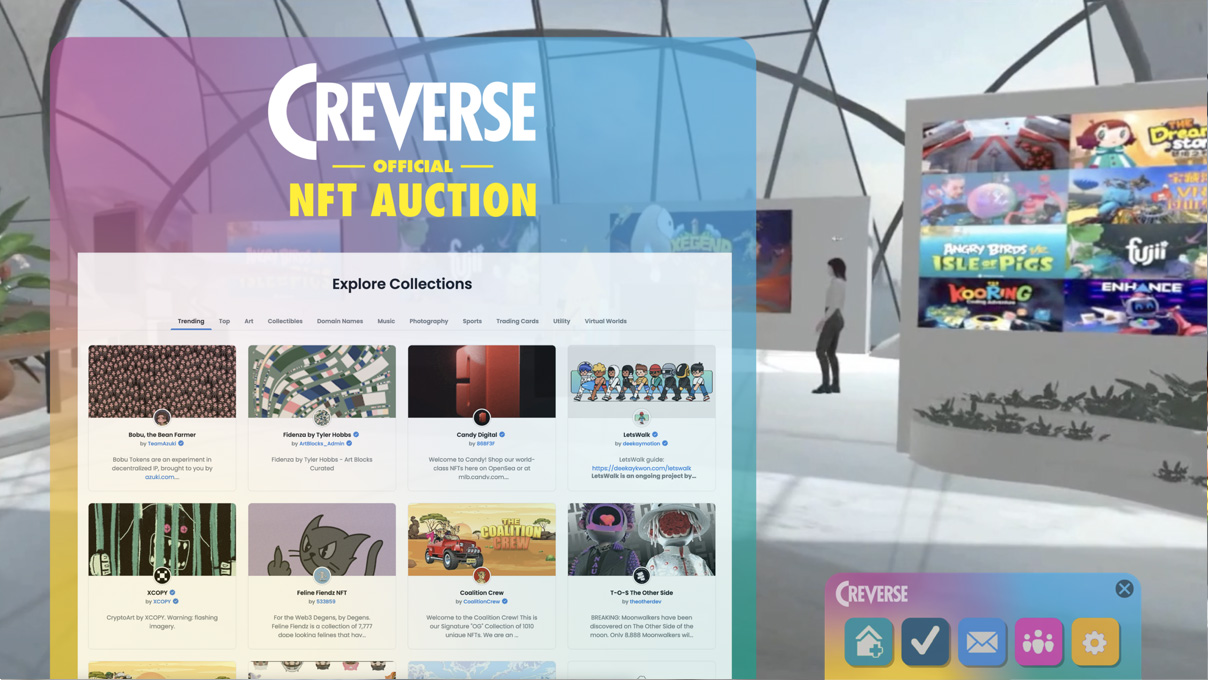 CREVERSE
OFFICIAL
NFT AUCTION
Explore Collections
Trending Top Art Collectibles Domain Names Music Photography Sports Trading Cards Utility Virtual Worlds
Bobu, the Bean Farmer
by TeamAzuki
Bobu Tokens are an experiment in
decentralized IP, brought to you by
azuki.com...
Fidenza by Tyler Hobbs
by ArtBlocks_Admin
Fidenza by Tyler Hobbs - Art Blocks
Curated
Candy Digital
by B68F3F
Welcome to Candy! Shop our world-
class NFTs here on OpenSea or at
mlb.candy.com...
LetsWalk
by deekaymotion
LetsWalk guide:
https://deekaykwon.com/letswalk
LetsWalk is an ongoing project by...
XCOPY
by XCOPY
CryptoArt by XCOPY. Warning: flashing
imagery.
Feline Fiendz NFT
by 533B59
For the Web3 Degens, by Degens.
Feline Fiendz is a collection of 7,777
dope looking felines that hav...
THE
COALITION
CREW
Coalition Crew
by CoalitionCrew
Welcome to the Coalition Crew! This is
our Signature "OG" Collection of 1010
unique NFTs. We are an ...
T-O-S The Other Side
by theotherdev
BREAKING: Moonwalkers have been
discovered on The Other Side of the
moon. Only 8,888 Moonwalkers wil...
XEGEND
THE
ANGRY BIRDS
ISLE OF PIGS
fujii
KOORING
ENHANCE
CREVERSE